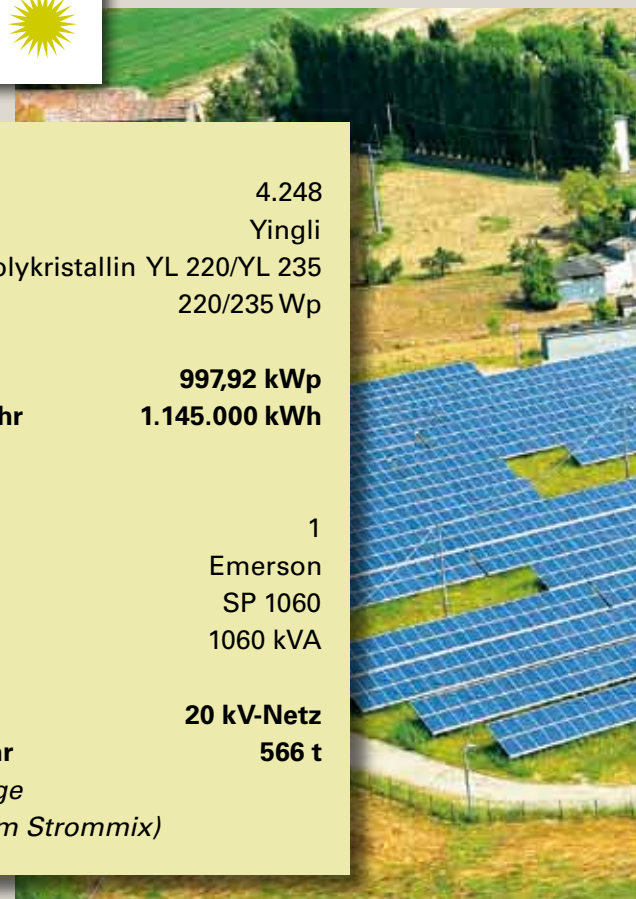 4.248
Yingli
olykristallin YL 220/YL 235
220/235 Wp
997,92 kWp
hr 1.145.000 kWh
1
Emerson
SP 1060
1060 kVA
20 kV-Netz
ar 566 t
ge
m Strommix)